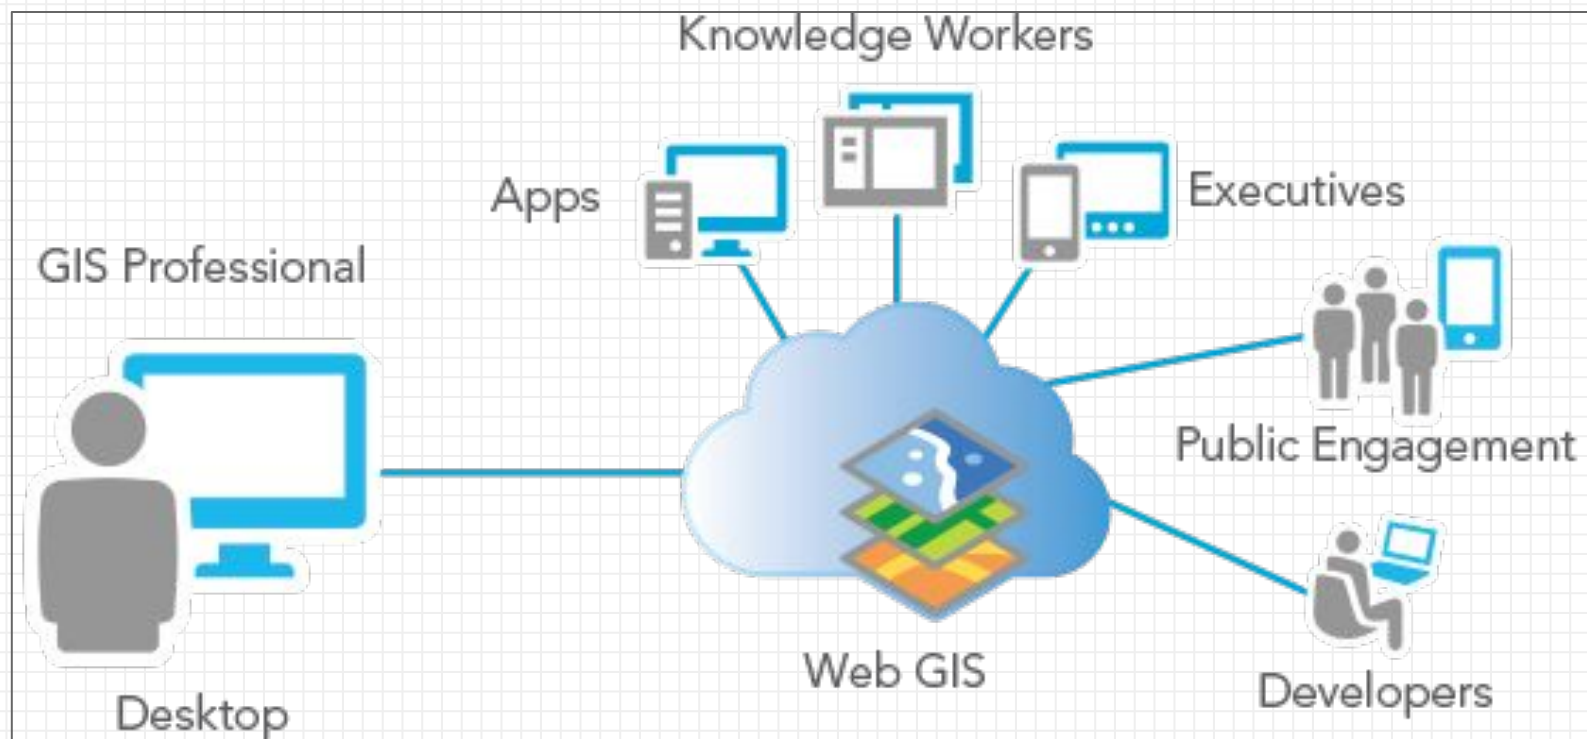 Knowledge Workers
Apps
Executives
GIS Professional
Public Engagement
Web GIS
Developers
Desktop